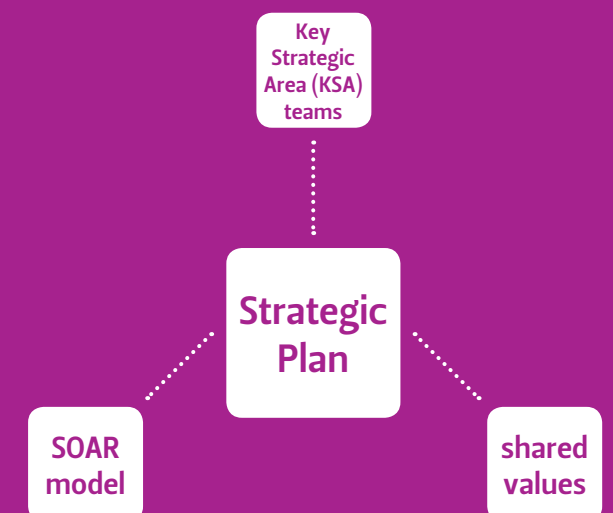 Key
Strategic
Area (KSA)
teams
Strategic
Plan
SOAR
model
shared
values